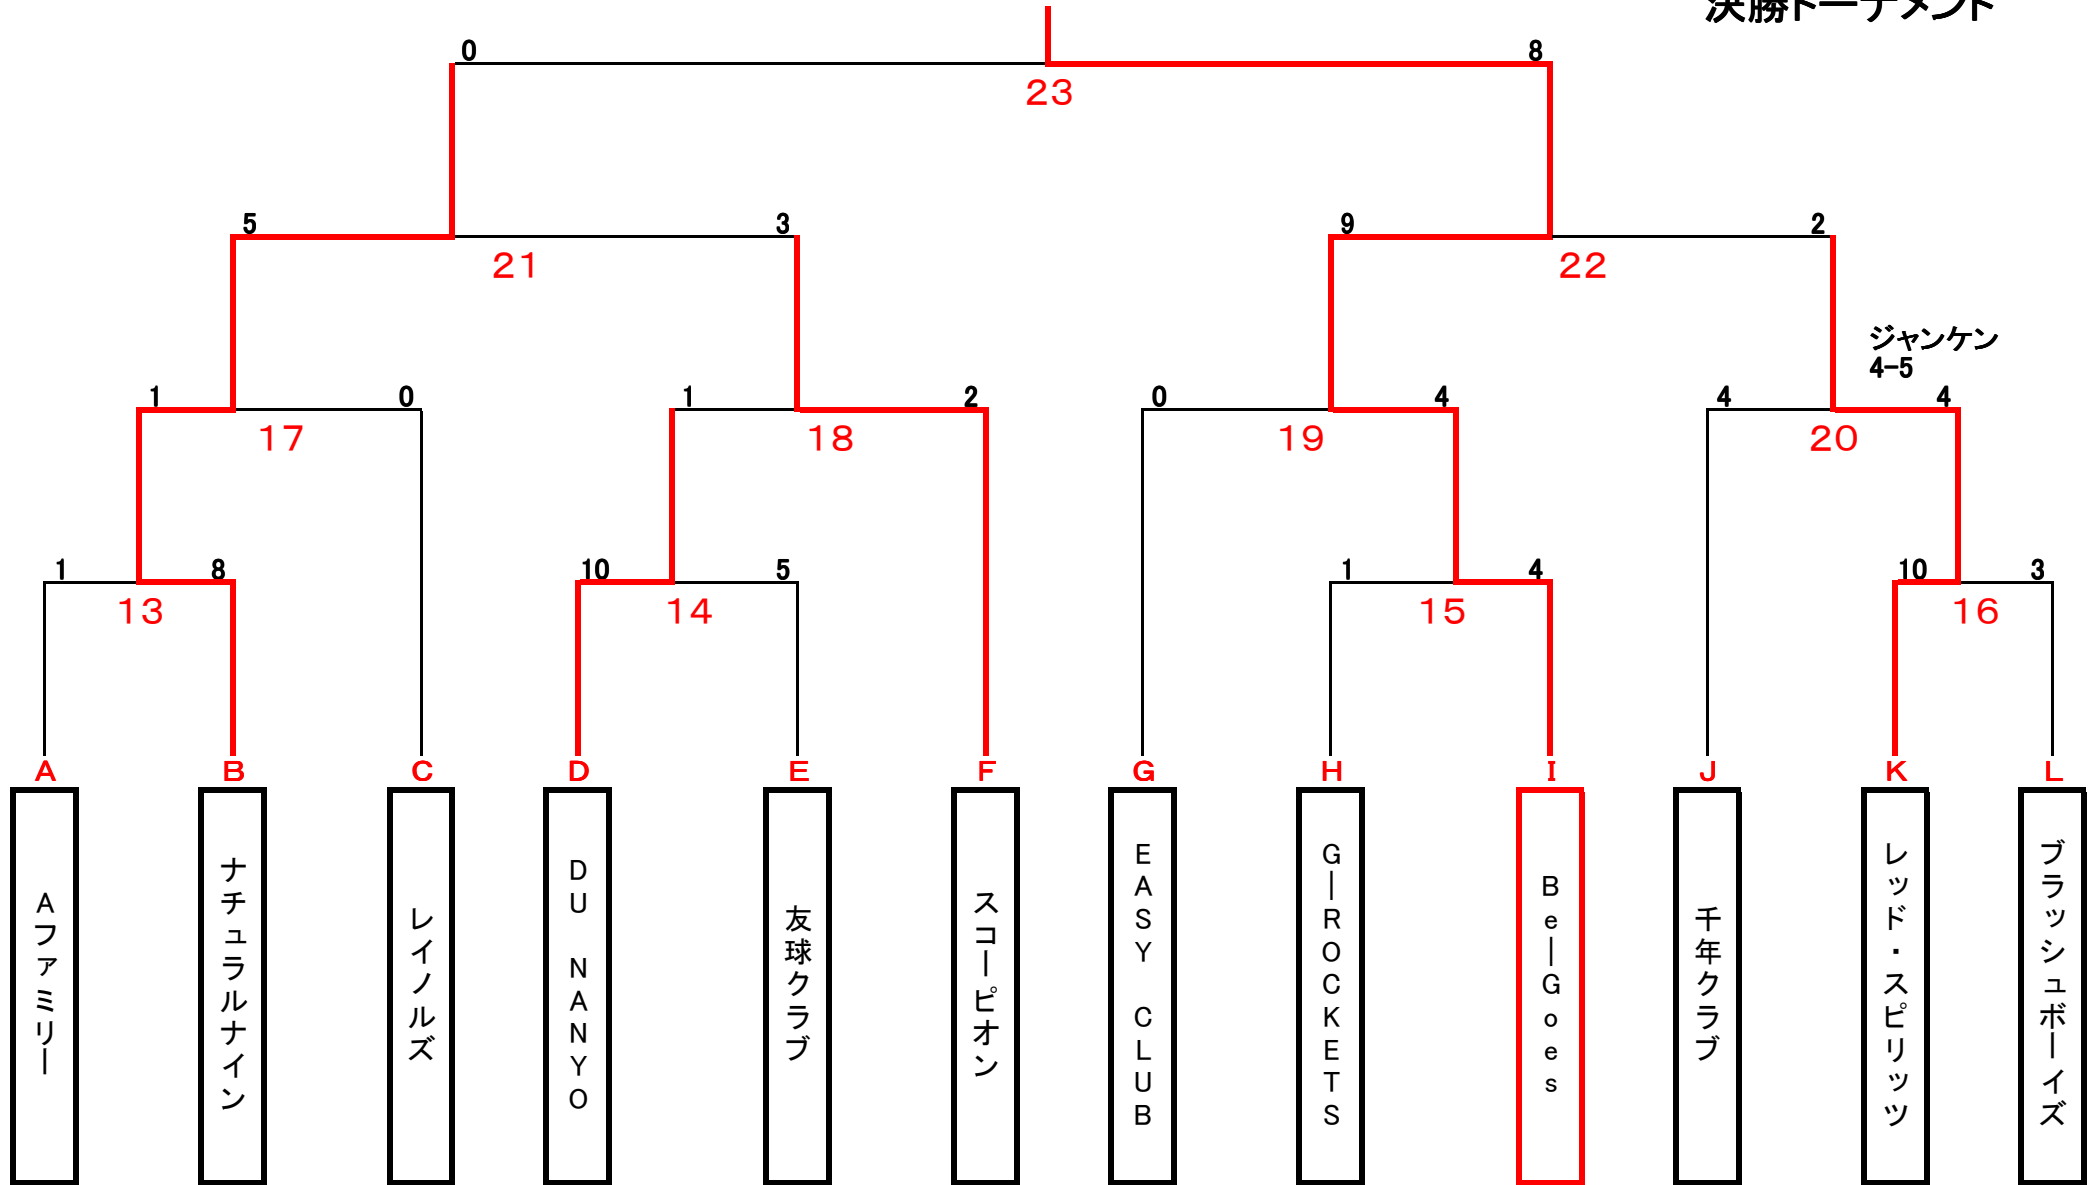 決勝トーナメント
0
8
23
5
3
9
2
21
22
ジャンケン
4-5
1
0
1
2
0
4
4
4
17
18
19
20
1
8
10
5
1
4
10
3
13
14
15
16
A
B
C
D
E
F
G
H
I
J
K
L
Aファミリー
ナチュラルナイン
レイノルズ
DU NANYO
友球クラブ
スコーピオン
EASY CLUB
G－ROCKETS
Be－Goes
千年クラブ
レッド・スピリッツ
ブラッシュボーイズ